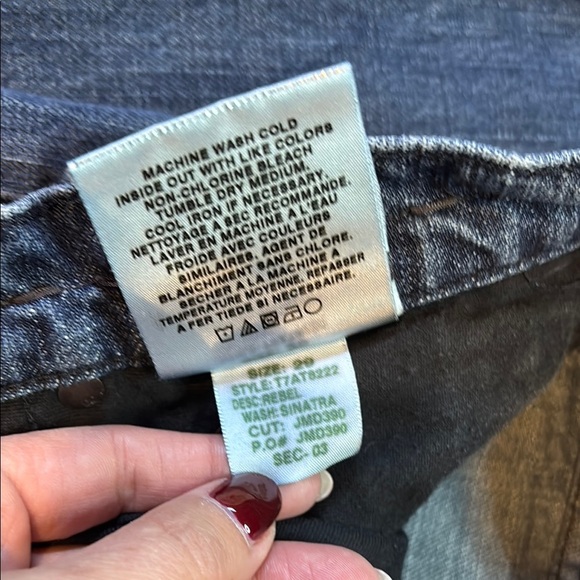 MACHINE WASH COLD
INSIDE OUT WITH LIKE COLORS
NON-CHLORINE BLEACH
TUMBLE DRY MEDIUM.
COOL IRON IF NECESSARY.
NETTOYAGE A SEC RECOMMANDE.
LAVER EN MACHINE A L'EAU
FROIDE AVEC COULEURS
SIMILAIRES. AGENT DE
BLANCHIMENT SANS CHLORE.
SECHER A LA MACHINE A
TEMPERATURE MOYENNE. REPASSER
A FER TIEDE SI NECESSAIRE.
SIZE: 29
STYLE: T7AT8222
DESC:REBEL
WASH: SINATRA
CUT: JMD390
P.O# JMD390
SEC- 03